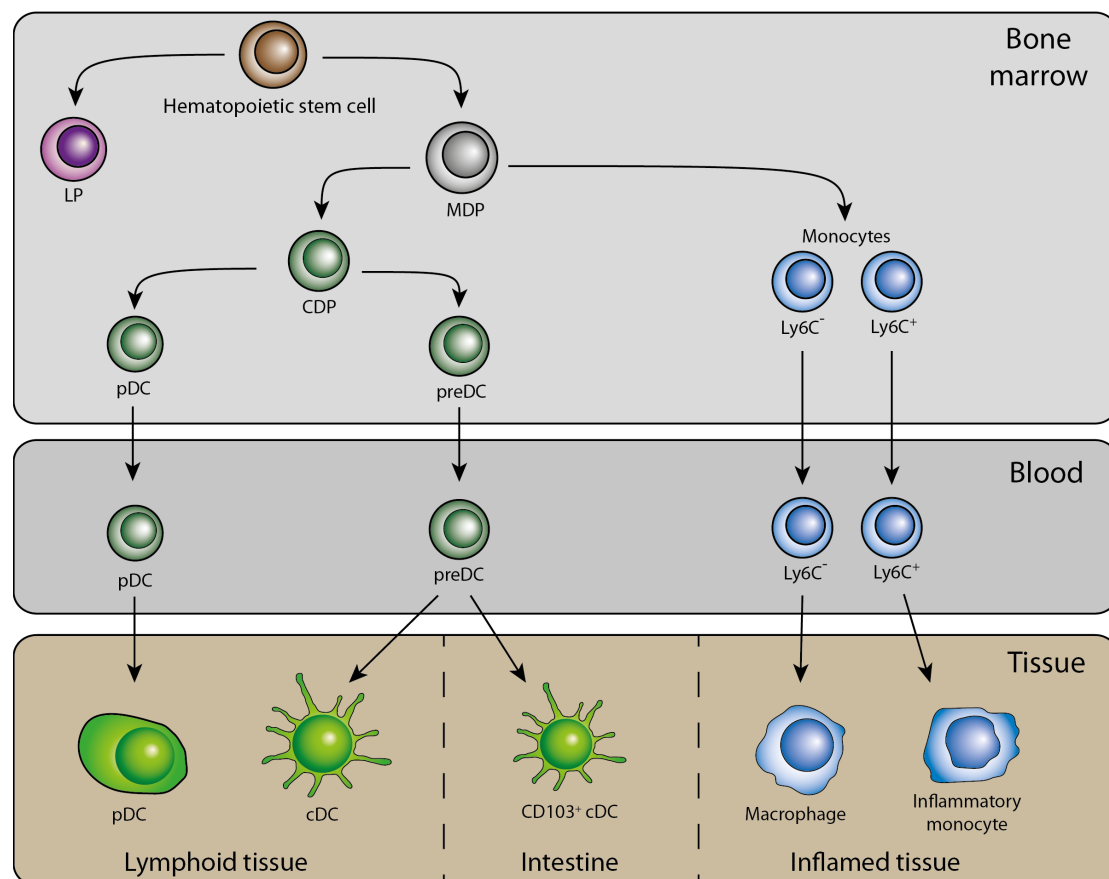 Bone
marrow
Hematopoietic stem cell
LP
MDP
Monocytes
CDP
Ly6C⁻
Ly6C⁺
pDC
preDC
Blood
pDC
preDC
Ly6C⁻
Ly6C⁺
Tissue
pDC
cDC
CD103⁺ cDC
Macrophage
Inflammatory
monocyte
Lymphoid tissue
Intestine
Inflamed tissue